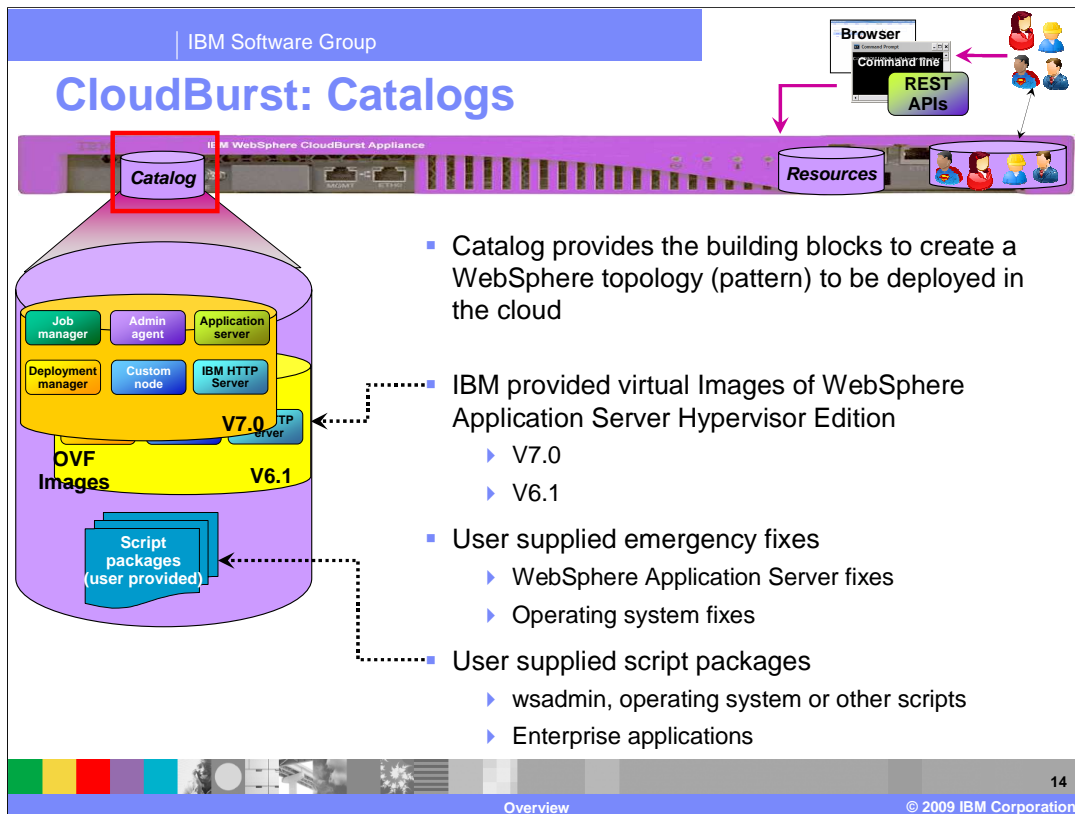 IBM Software Group
CloudBurst: Catalogs
Browser
Command Prompt
Command line
REST
APIs
IBM WebSphere CloudBurst Appliance
Catalog
MGMT
ETH0
Resources
Catalog provides the building blocks to create a
WebSphere topology (pattern) to be deployed in
the cloud
Job
manager
Admin
agent
Application
server
Deployment
manager
Custom
node
IBM HTTP
Server
V7.0
TP
erver
OVF
Images
V6.1
Script
packages
(user provided)
IBM provided virtual Images of WebSphere
Application Server Hypervisor Edition
V7.0
V6.1
User supplied emergency fixes
WebSphere Application Server fixes
Operating system fixes
User supplied script packages
wsadmin, operating system or other scripts
Enterprise applications
14
Overview
© 2009 IBM Corporation